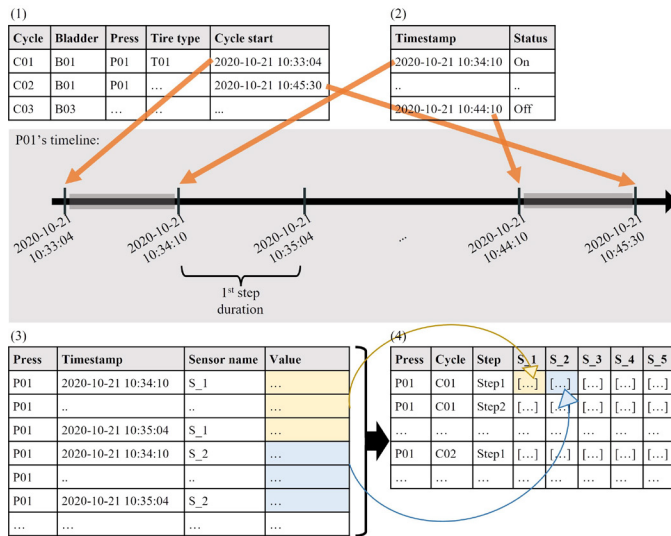 (1)
Cycle Bladder Press Tire type Cycle start
C01 B01 P01 T01 2020-10-21 10:33:04
C02 B01 P01 … 2020-10-21 10:45:30
C03 B03 … … ...
(2)
Timestamp Status
2020-10-21 10:34:10 On
.. ..
2020-10-21 10:44:10 Off
P01's timeline:
2020-10-21
10:33:04
2020-10-21
10:34:10
2020-10-21
10:35:04
...
2020-10-21
10:44:10
2020-10-21
10:45:30
1st step
duration
(3)
Press Timestamp Sensor name Value
P01 2020-10-21 10:34:10 S_1 …
P01 .. .. …
P01 2020-10-21 10:35:04 S_1 …
P01 2020-10-21 10:34:10 S_2 …
P01 .. .. …
P01 2020-10-21 10:35:04 S_2 …
… … … …
(4)
Press Cycle Step S_1 S_2 S_3 S_4 S_5
P01 C01 Step1 […] […] […] […] […]
P01 C01 Step2 […] […] […] […] […]
… … … … … … … …
P01 C02 Step1 […] […] […] […] […]
… … … … … … … …